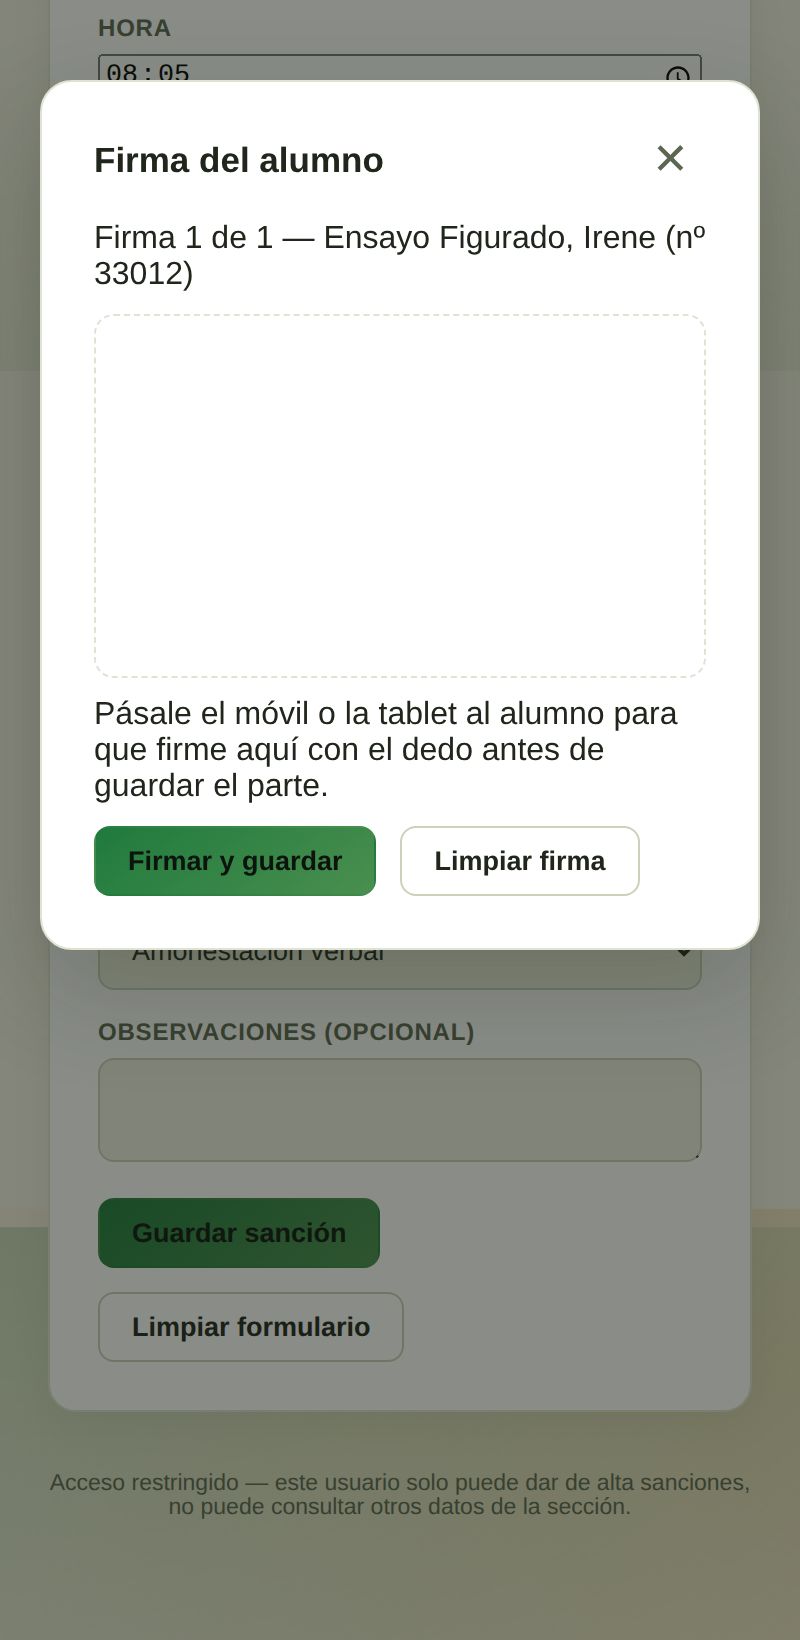 HORA
08:05
Firma del alumno
Firma 1 de 1 — Ensayo Figurado, Irene (nº
33012)
Pásale el móvil o la tablet al alumno para
que firme aquí con el dedo antes de
guardar el parte.
Firmar y guardar
Limpiar firma
Amonestación verbal
OBSERVACIONES (OPCIONAL)
Guardar sanción
Limpiar formulario
Acceso restringido — este usuario solo puede dar de alta sanciones,
no puede consultar otros datos de la sección.